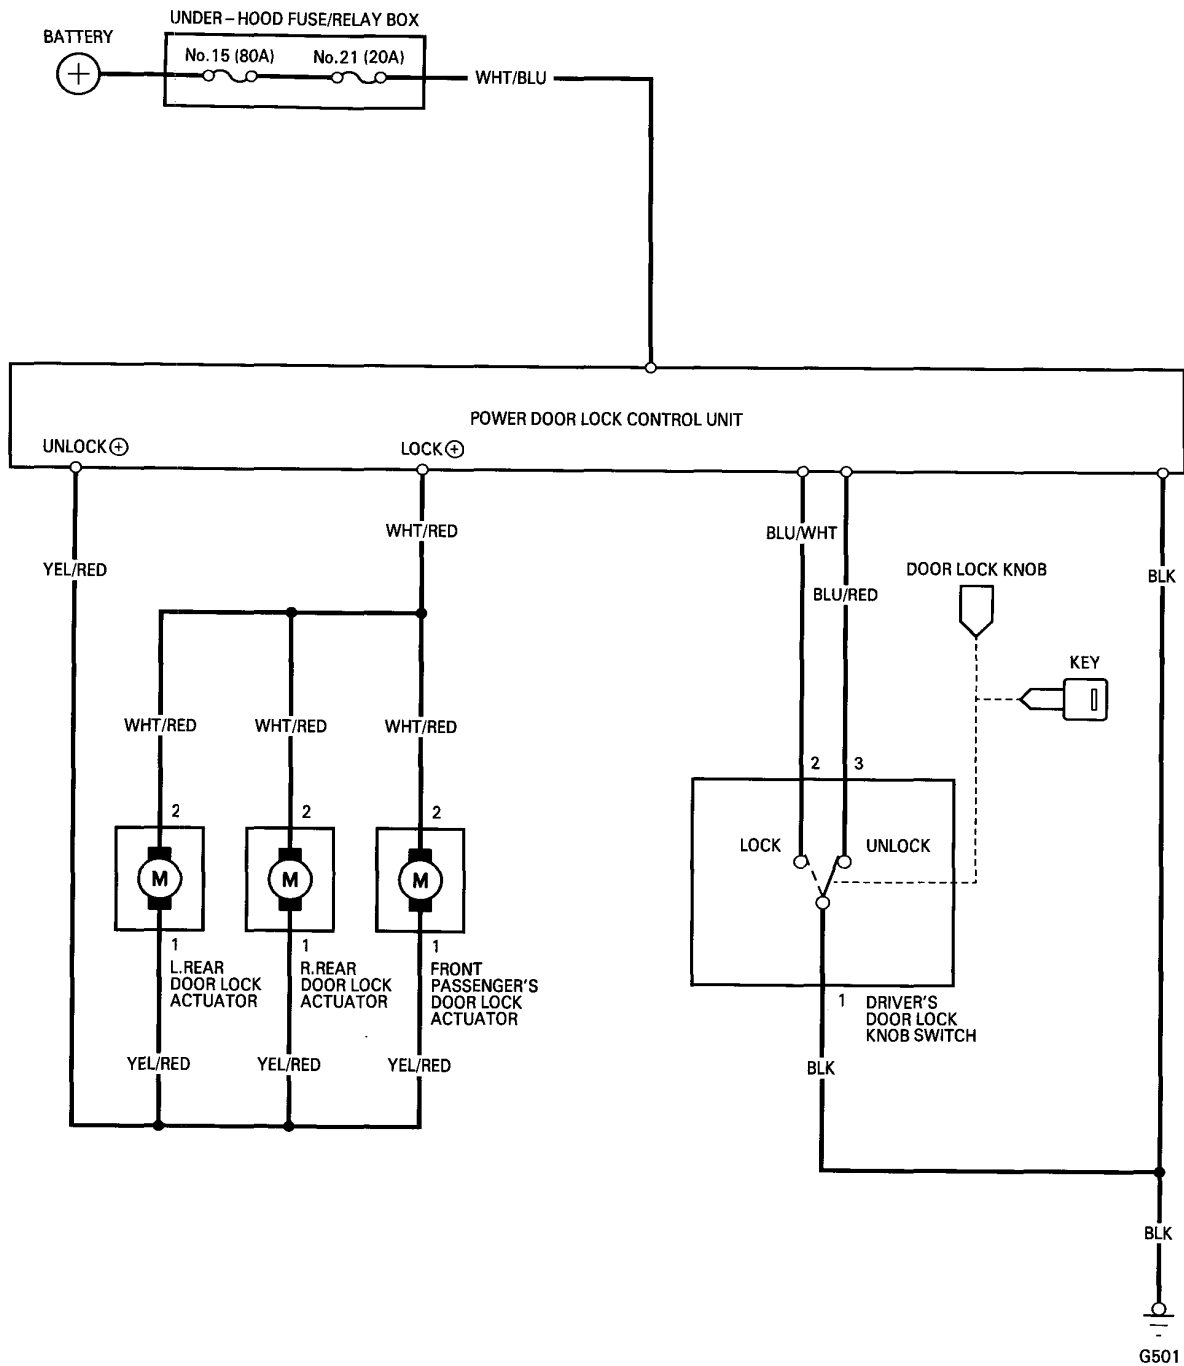 UNDER-HOOD FUSE/RELAY BOX
BATTERY
No.15 (80A)
No.21 (20A)
+
WHT/BLU
POWER DOOR LOCK CONTROL UNIT
UNLOCK⊕
LOCK⊕
WHT/RED
BLU/WHT
YEL/RED
DOOR LOCK KNOB
BLK
BLU/RED
KEY
WHT/RED
WHT/RED
WHT/RED
2
3
2
2
2
LOCK
UNLOCK
M
M
M
1
1
1
L.REAR
DOOR LOCK
ACTUATOR
R.REAR
DOOR LOCK
ACTUATOR
FRONT
PASSENGER'S
DOOR LOCK
ACTUATOR
1
DRIVER'S
DOOR LOCK
KNOB SWITCH
YEL/RED
YEL/RED
YEL/RED
BLK
BLK
G501